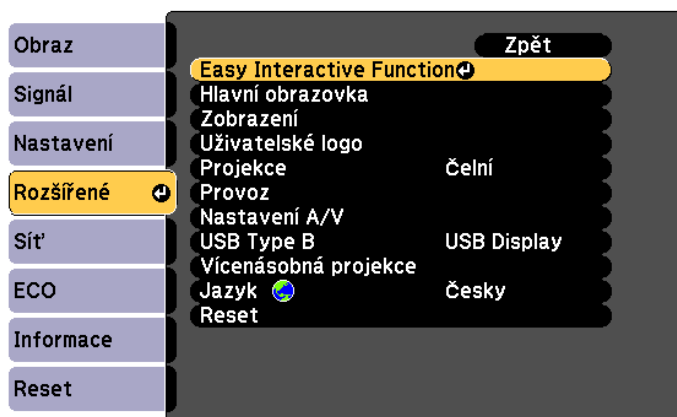 Obraz
Signál
Nastavení
Rozšířené
Síť
ECO
Informace
Reset
Zpět
Easy Interactive Function
Hlavní obrazovka
Zobrazení
Uživatelské logo
Projekce Čelní
Provoz
Nastavení A/V
USB Type B USB Display
Vícenásobná projekce
Jazyk Česky
Reset